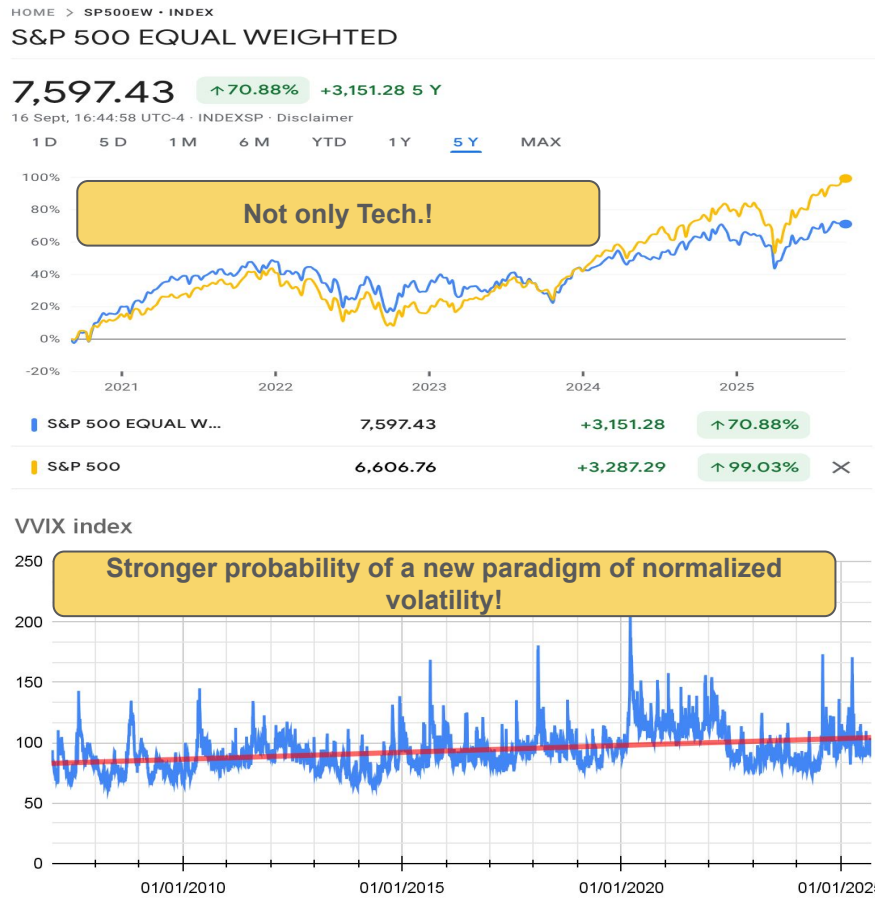 HOME > SP500EW • INDEX
S&P 500 EQUAL WEIGHTED
7,597.43 ↑70.88% +3,151.28 5 Y
16 Sept, 16:44:58 UTC-4 · INDEXSP · Disclaimer
1 D 5 D 1 M 6 M YTD 1 Y 5 Y MAX
Not only Tech.!
100%
80%
60%
40%
20%
0%
-20%
2021 2022 2023 2024 2025
S&P 500 EQUAL W... 7,597.43 +3,151.28 ↑70.88%
S&P 500 6,606.76 +3,287.29 ↑99.03%
VVIX index
Stronger probability of a new paradigm of normalized
volatility!
250
200
150
100
50
0
01/01/2010 01/01/2015 01/01/2020 01/01/202